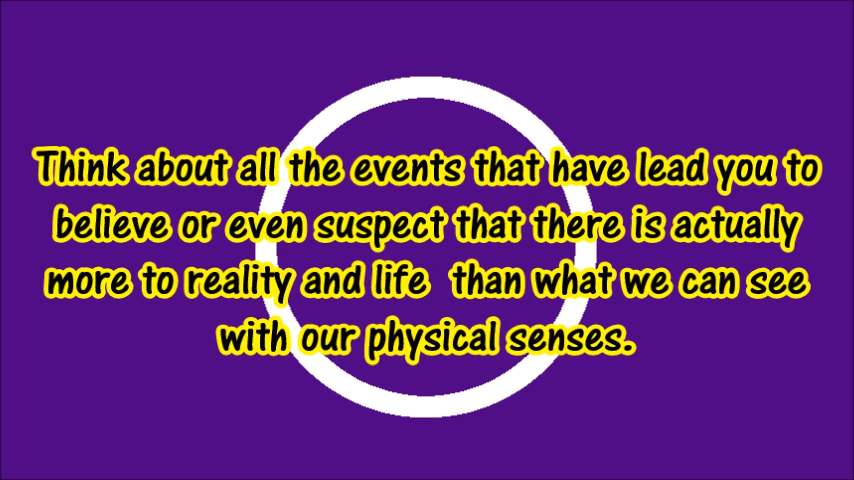 Think about all the events that have lead you to
believe or even suspect that there is actually
more to reality and life  than what we can see
with our physical senses.